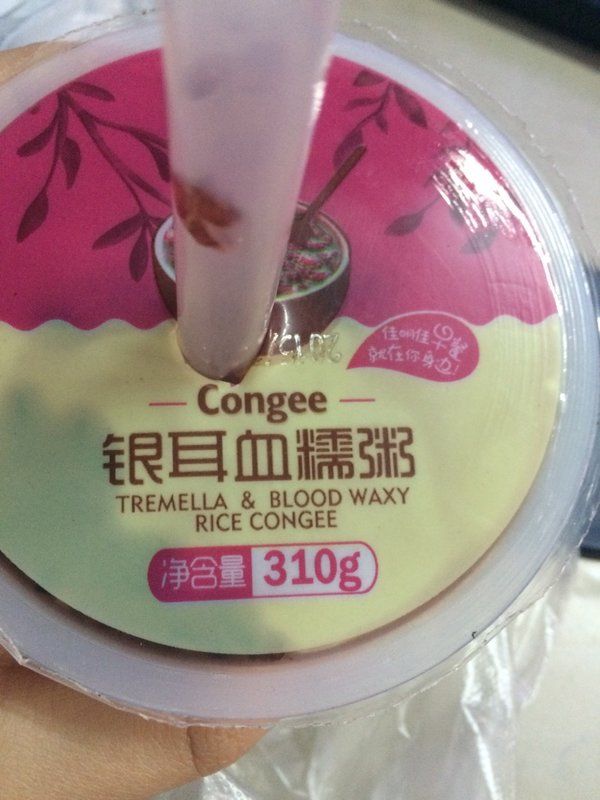 佳明佳早餐
就在你身边!
Congee
银耳血糯粥
TREMELLA & BLOOD WAXY
RICE CONGEE
净含量 310g